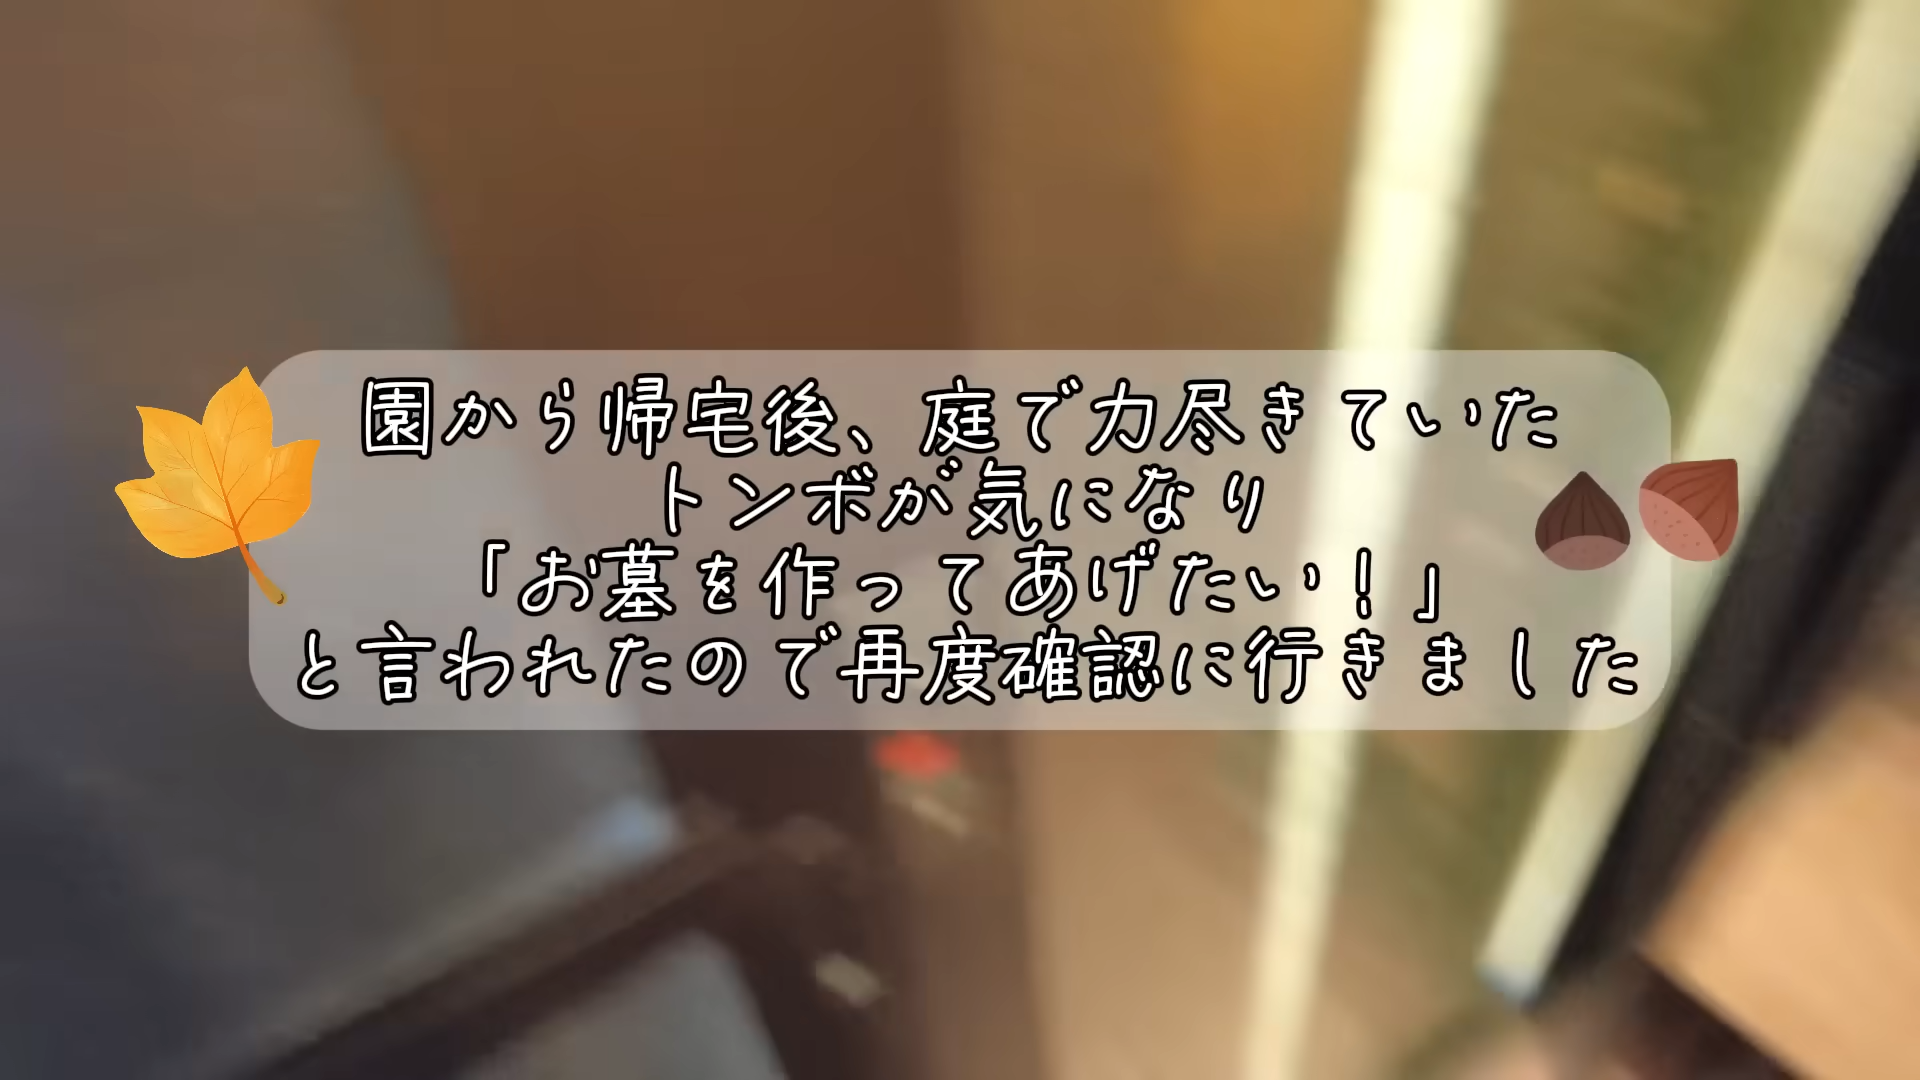 園から帰宅後、庭で力尽きていた
トンボが気になり
「お墓を作ってあげたい！」
と言われたので再度確認に行きました